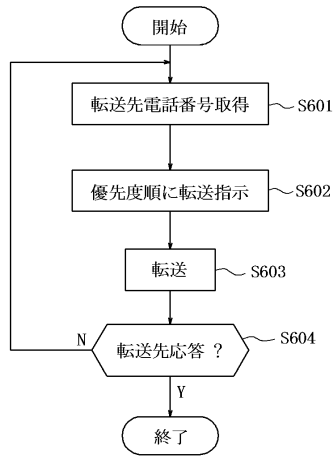 開始
転送先電話番号取得 S601
優先度順に転送指示 S602
転送 S603
転送先応答 ? S604
N
Y
終了